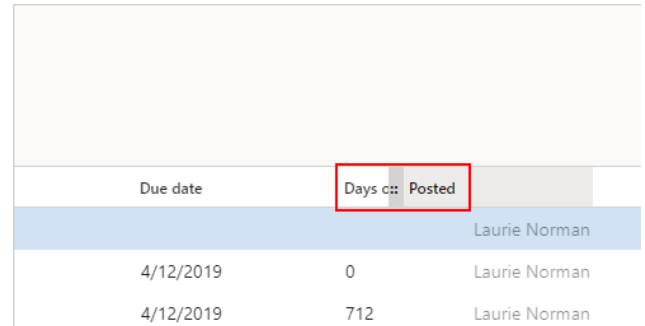 Due date Days c Posted
Laurie Norman
4/12/2019 0 Laurie Norman
4/12/2019 712 Laurie Norman